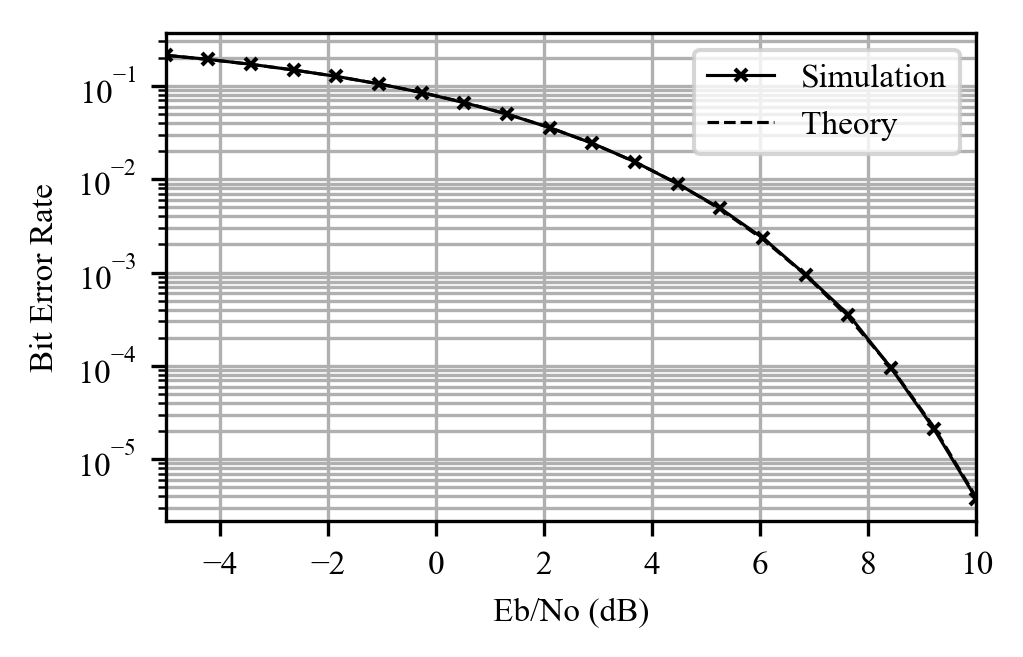 Simulation
Theory
10⁻¹
10⁻²
10⁻³
10⁻⁴
10⁻⁵
Bit Error Rate
−4 −2 0 2 4 6 8 10
Eb/No (dB)